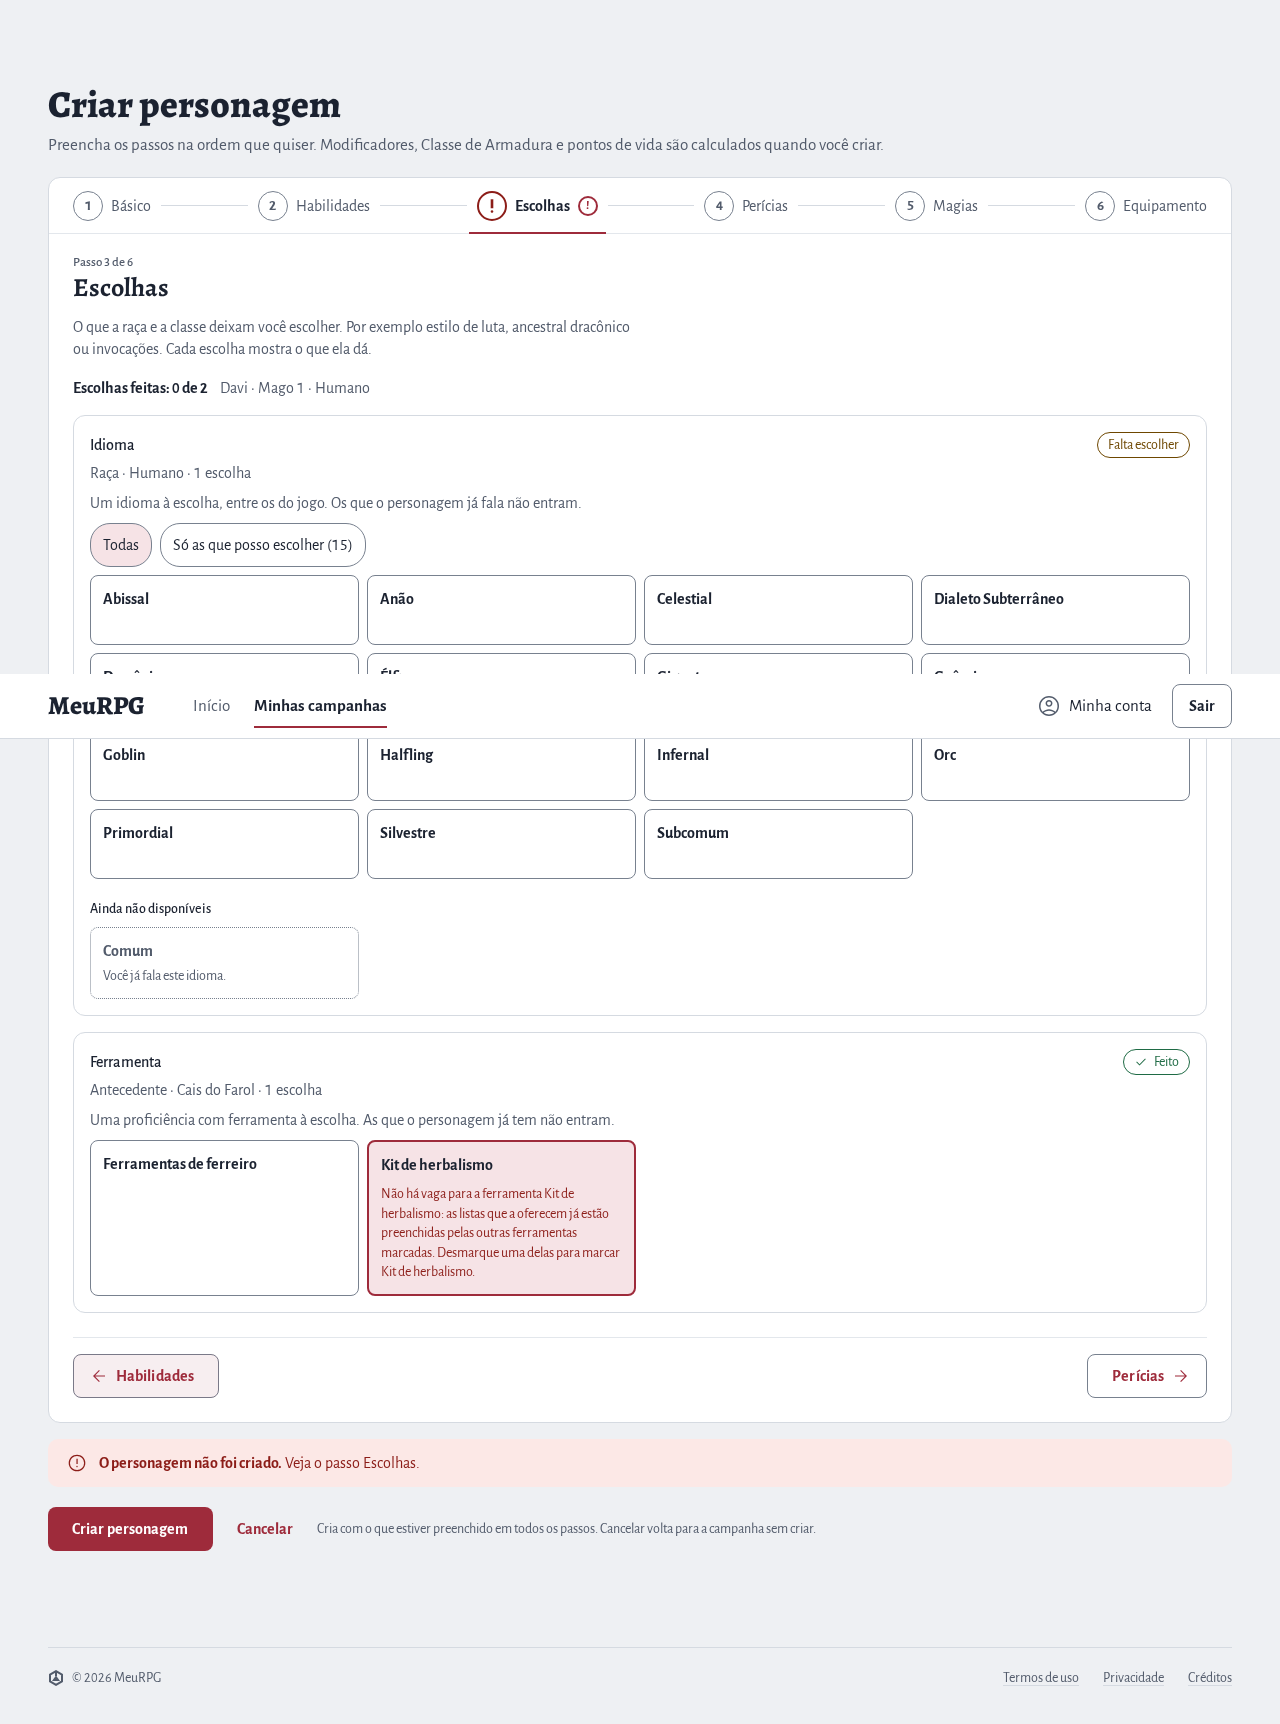 Criar personagem
Preencha os passos na ordem que quiser. Modificadores, Classe de Armadura e pontos de vida são calculados quando você criar.
1 Básico 2 Habilidades ! Escolhas ! 4 Perícias 5 Magias 6 Equipamento
Passo 3 de 6
Escolhas
O que a raça e a classe deixam você escolher. Por exemplo estilo de luta, ancestral dracônico
ou invocações. Cada escolha mostra o que ela dá.
Escolhas feitas: 0 de 2 Davi · Mago 1 · Humano
Idioma Falta escolher
Raça · Humano · 1 escolha
Um idioma à escolha, entre os do jogo. Os que o personagem já fala não entram.
Todas Só as que posso escolher (15)
Abissal Anão Celestial Dialeto Subterrâneo
MeuRPG Início Minhas campanhas Minha conta Sair
Goblin Halfling Infernal Orc
Primordial Silvestre Subcomum
Ainda não disponíveis
Comum
Você já fala este idioma.
Ferramenta Feito
Antecedente · Cais do Farol · 1 escolha
Uma proficiência com ferramenta à escolha. As que o personagem já tem não entram.
Ferramentas de ferreiro Kit de herbalismo
Não há vaga para a ferramenta Kit de
herbalismo: as listas que a oferecem já estão
preenchidas pelas outras ferramentas
marcadas. Desmarque uma delas para marcar
Kit de herbalismo.
Habilidades Perícias
O personagem não foi criado. Veja o passo Escolhas.
Criar personagem Cancelar Cria com o que estiver preenchido em todos os passos. Cancelar volta para a campanha sem criar.
© 2026 MeuRPG Termos de uso Privacidade Créditos